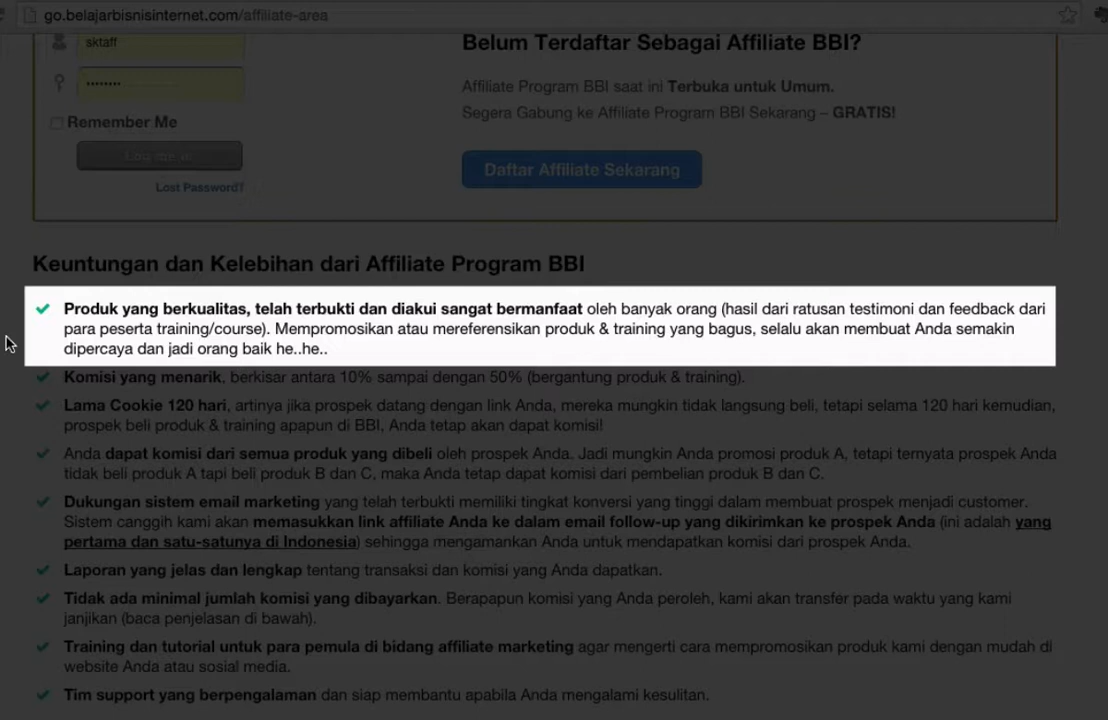 go.belajarbisnisinternet.com/affiliate-area
sktaff
Belum Terdaftar Sebagai Affiliate BBI?
••••••••
Affiliate Program BBI saat ini Terbuka untuk Umum.
Segera Gabung ke Affiliate Program BBI Sekarang – GRATIS!
Remember Me
Log me in
Daftar Affiliate Sekarang
Lost Password?
Keuntungan dan Kelebihan dari Affiliate Program BBI
Produk yang berkualitas, telah terbukti dan diakui sangat bermanfaat oleh banyak orang (hasil dari ratusan testimoni dan feedback dari
para peserta training/course). Mempromosikan atau mereferensikan produk & training yang bagus, selalu akan membuat Anda semakin
dipercaya dan jadi orang baik he..he..
Komisi yang menarik, berkisar antara 10% sampai dengan 50% (bergantung produk & training).
Lama Cookie 120 hari, artinya jika prospek datang dengan link Anda, mereka mungkin tidak langsung beli, tetapi selama 120 hari kemudian,
prospek beli produk & training apapun di BBI, Anda tetap akan dapat komisi!
Anda dapat komisi dari semua produk yang dibeli oleh prospek Anda. Jadi mungkin Anda promosi produk A, tetapi ternyata prospek Anda
tidak beli produk A tapi beli produk B dan C, maka Anda tetap dapat komisi dari pembelian produk B dan C.
Dukungan sistem email marketing yang telah terbukti memiliki tingkat konversi yang tinggi dalam membuat prospek menjadi customer.
Sistem canggih kami akan memasukkan link affiliate Anda ke dalam email follow-up yang dikirimkan ke prospek Anda (ini adalah yang
pertama dan satu-satunya di Indonesia) sehingga mengamankan Anda untuk mendapatkan komisi dari prospek Anda.
Laporan yang jelas dan lengkap tentang transaksi dan komisi yang Anda dapatkan.
Tidak ada minimal jumlah komisi yang dibayarkan. Berapapun komisi yang Anda peroleh, kami akan transfer pada waktu yang kami
janjikan (baca penjelasan di bawah).
Training dan tutorial untuk para pemula di bidang affiliate marketing agar mengerti cara mempromosikan produk kami dengan mudah di
website Anda atau sosial media.
Tim support yang berpengalaman dan siap membantu apabila Anda mengalami kesulitan.